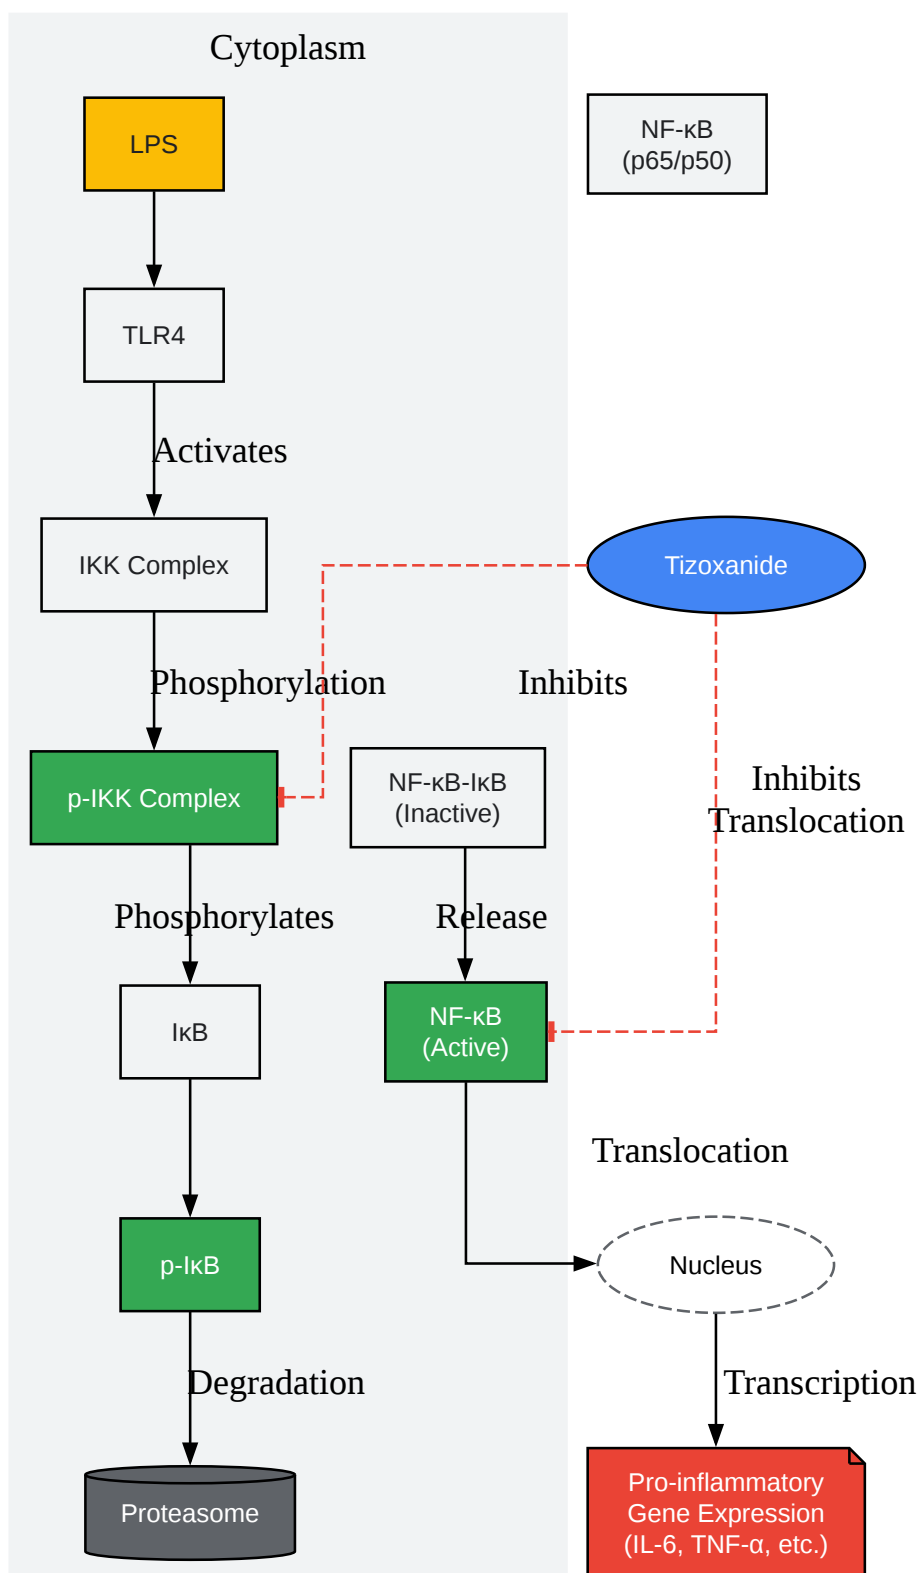 Cytoplasm
LPS
NF-κB
(p65/p50)
TLR4
Activates
IKK Complex
Tizoxanide
Phosphorylation
Inhibits
p-IKK Complex
NF-κB-IκB
(Inactive)
Inhibits
Translocation
Phosphorylates
Release
IκB
NF-κB
(Active)
Translocation
p-IκB
Nucleus
Degradation
Transcription
Proteasome
Pro-inflammatory
Gene Expression
(IL-6, TNF-α, etc.)